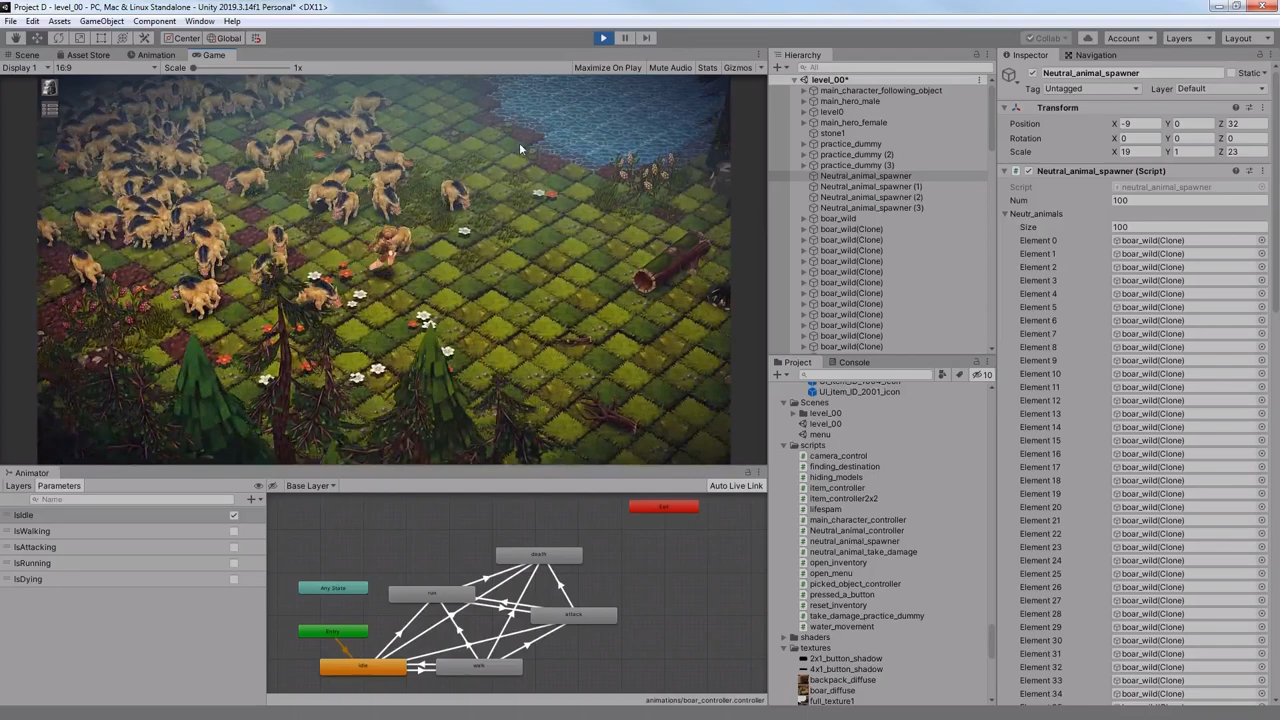 Project D - level_00 - PC, Mac & Linux Standalone - Unity 2019.3.14f1 Personal* <DX11>
File Edit Assets GameObject Component Window Help
Center Global Collab Account Layers Layout
Scene Asset Store Animation Game
Display 1 16:9 Scale 1x Maximize On Play Mute Audio Stats Gizmos
Hierarchy
All
level_00*
main_character_following_object
main_hero_male
level0
main_hero_female
stone1
practice_dummy
practice_dummy (2)
practice_dummy (3)
Neutral_animal_spawner
Neutral_animal_spawner (1)
Neutral_animal_spawner (2)
Neutral_animal_spawner (3)
boar_wild
boar_wild(Clone)
boar_wild(Clone)
boar_wild(Clone)
boar_wild(Clone)
boar_wild(Clone)
boar_wild(Clone)
boar_wild(Clone)
boar_wild(Clone)
boar_wild(Clone)
boar_wild(Clone)
boar_wild(Clone)
boar_wild(Clone)
Project Console
10
UI_item_ID_2001_icon
Scenes
level_00
level_00
menu
scripts
camera_control
finding_destination
hiding_models
item_controller
item_controller2x2
lifespam
main_character_controller
Neutral_animal_controller
neutral_animal_spawner
neutral_animal_take_damage
open_inventory
open_menu
picked_object_controller
pressed_a_button
reset_inventory
take_damage_practice_dummy
water_movement
shaders
textures
2x1_button_shadow
4x1_button_shadow
backpack_diffuse
boar_diffuse
full_texture1
Inspector Navigation
Neutral_animal_spawner Static
Tag Untagged Layer Default
Transform
Position X -9 Y 0 Z 32
Rotation X 0 Y 0 Z 0
Scale X 19 Y 1 Z 23
Neutral_animal_spawner (Script)
Script neutral_animal_spawner
Num 100
Neutr_animals
Size 100
Element 0 boar_wild(Clone)
Element 1 boar_wild(Clone)
Element 2 boar_wild(Clone)
Element 3 boar_wild(Clone)
Element 4 boar_wild(Clone)
Element 5 boar_wild(Clone)
Element 6 boar_wild(Clone)
Element 7 boar_wild(Clone)
Element 8 boar_wild(Clone)
Element 9 boar_wild(Clone)
Element 10 boar_wild(Clone)
Element 11 boar_wild(Clone)
Element 12 boar_wild(Clone)
Element 13 boar_wild(Clone)
Element 14 boar_wild(Clone)
Element 15 boar_wild(Clone)
Element 16 boar_wild(Clone)
Element 17 boar_wild(Clone)
Element 18 boar_wild(Clone)
Element 19 boar_wild(Clone)
Element 20 boar_wild(Clone)
Element 21 boar_wild(Clone)
Element 22 boar_wild(Clone)
Element 23 boar_wild(Clone)
Element 24 boar_wild(Clone)
Element 25 boar_wild(Clone)
Element 26 boar_wild(Clone)
Element 27 boar_wild(Clone)
Element 28 boar_wild(Clone)
Element 29 boar_wild(Clone)
Element 30 boar_wild(Clone)
Element 31 boar_wild(Clone)
Element 32 boar_wild(Clone)
Element 33 boar_wild(Clone)
Element 34 boar_wild(Clone)
Animator
Layers Parameters Base Layer Auto Live Link
Name
IsIdle
IsWalking
IsAttacking
IsRunning
IsDying
Exit
death
Any State
run
attack
Entry
idle
walk
animations/boar_controller.controller